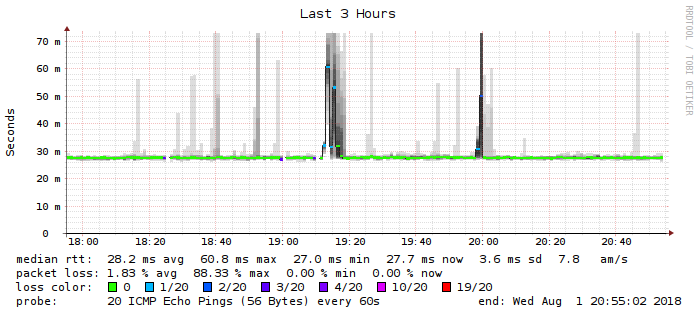 Last 3 Hours
RRDTOOL / TOBI OETIKER
Seconds
70 m
60 m
50 m
40 m
30 m
20 m
10 m
0
18:00 18:20 18:40 19:00 19:20 19:40 20:00 20:20 20:40
median rtt: 28.2 ms avg 60.8 ms max 27.0 ms min 27.7 ms now 3.6 ms sd 7.8 am/s
packet loss: 1.83 % avg 88.33 % max 0.00 % min 0.00 % now
loss color: 0 1/20 2/20 3/20 4/20 10/20 19/20
probe: 20 ICMP Echo Pings (56 Bytes) every 60s end: Wed Aug 1 20:55:02 2018